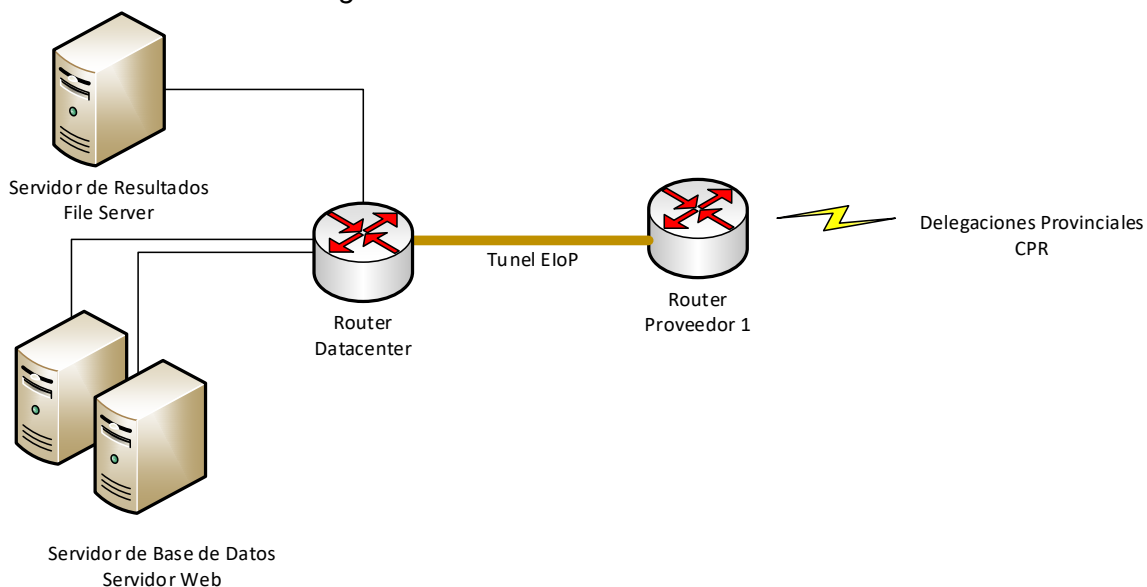 Servidor de Resultados
File Server
Tunel EIoP
Delegaciones Provinciales
CPR
Router
Proveedor 1
Router
Datacenter
Servidor de Base de Datos
Servidor Web